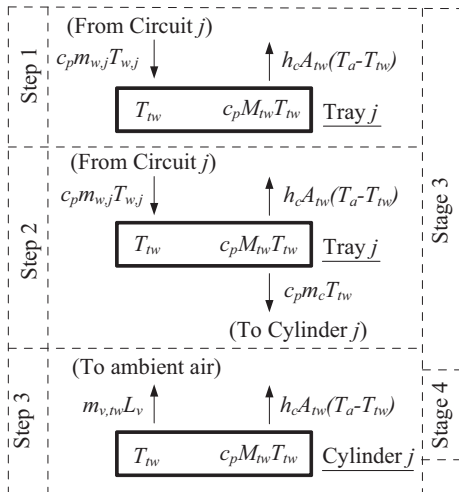 Step 1
(From Circuit j)
c_p m_{w,j} T_{w,j}
h_c A_{tw}(T_a-T_{tw})
T_{tw}
c_p M_{tw} T_{tw}
Tray j
Step 2
(From Circuit j)
c_p m_{w,j} T_{w,j}
h_c A_{tw}(T_a-T_{tw})
T_{tw}
c_p M_{tw} T_{tw}
Tray j
c_p m_c T_{tw}
(To Cylinder j)
Stage 3
Step 3
(To ambient air)
m_{v,tw} L_v
h_c A_{tw}(T_a-T_{tw})
T_{tw}
c_p M_{tw} T_{tw}
Cylinder j
Stage 4